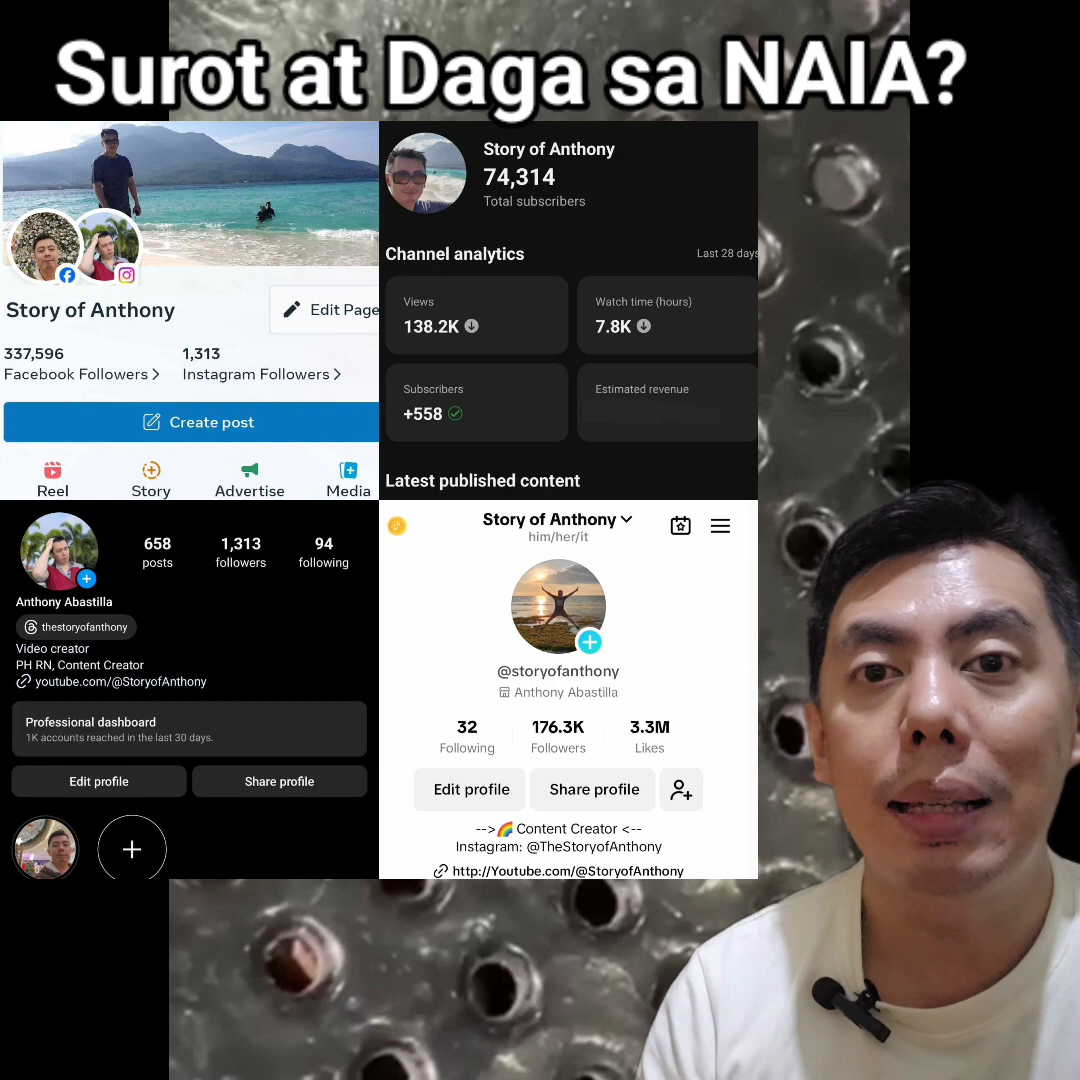 Surot at Daga sa NAIA?
Story of Anthony
Edit Page
337,596
1,313
Facebook Followers
Instagram Followers
Create post
Reel
Story
Advertise
Media
Story of Anthony
74,314
Total subscribers
Channel analytics
Last 28 days
Views
138.2K
Watch time (hours)
7.8K
Subscribers
+558
Estimated revenue
Latest published content
658
1,313
94
posts
followers
following
Anthony Abastilla
thestoryofanthony
Video creator
PH RN, Content Creator
youtube.com/@StoryofAnthony
Professional dashboard
1K accounts reached in the last 30 days.
Edit profile
Share profile
Story of Anthony
him/her/it
@storyofanthony
Anthony Abastilla
32
176.3K
3.3M
Following
Followers
Likes
Edit profile
Share profile
-->🌈 Content Creator <--
Instagram: @TheStoryofAnthony
http://Youtube.com/@StoryofAnthony